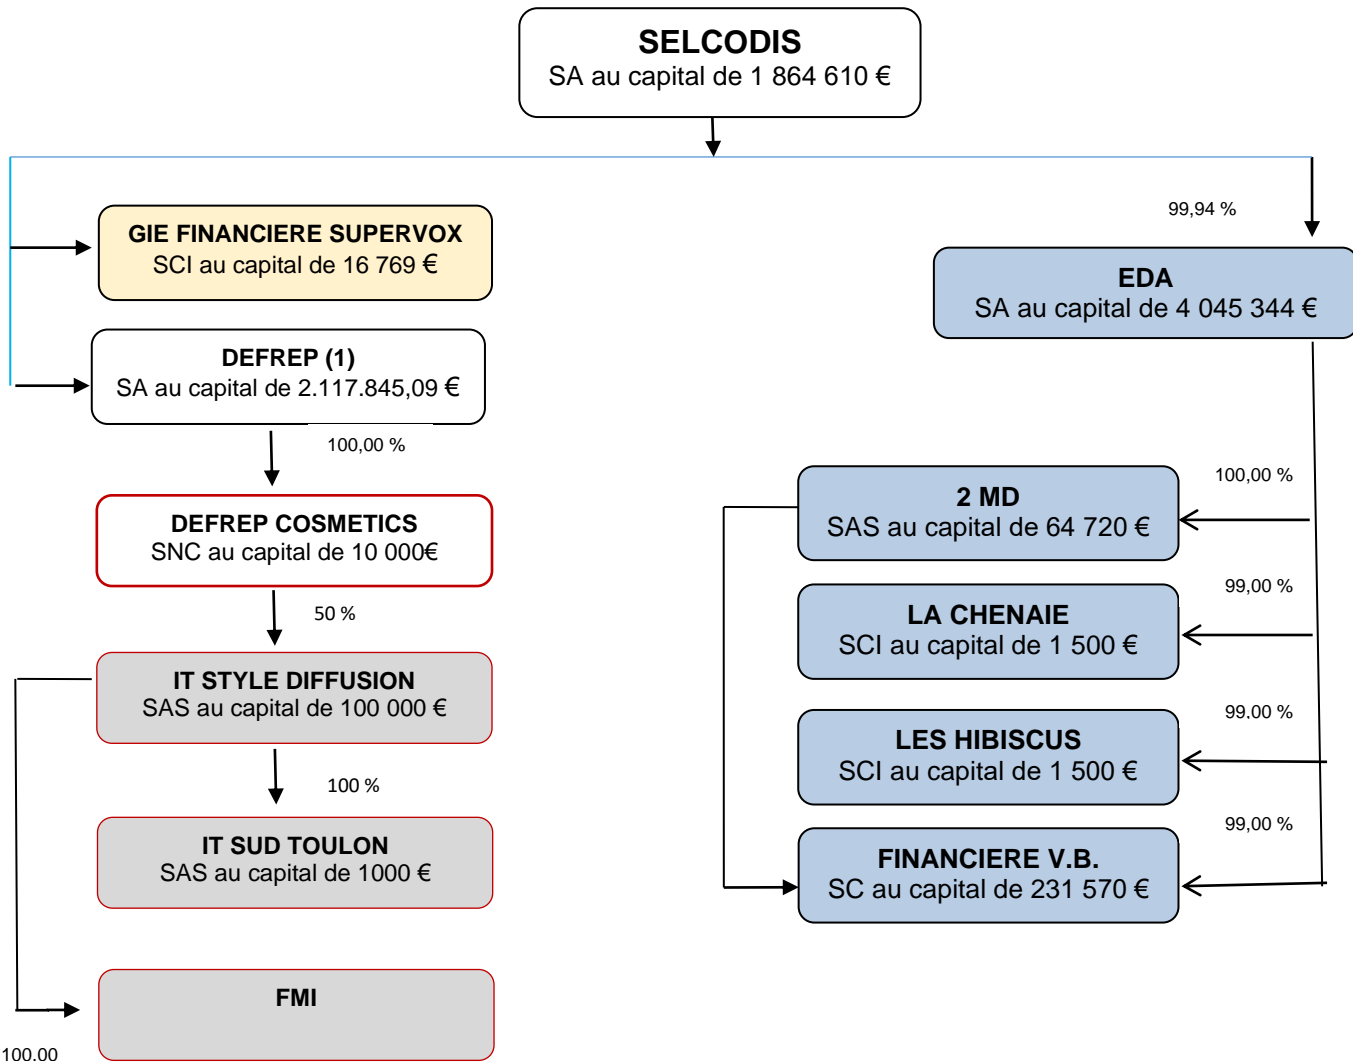 SELCODIS
SA au capital de 1 864 610 €
99,94 %
GIE FINANCIERE SUPERVOX
SCI au capital de 16 769 €
EDA
SA au capital de 4 045 344 €
DEFREP (1)
SA au capital de 2.117.845,09 €
100,00 %
DEFREP COSMETICS
SNC au capital de 10 000€
50 %
IT STYLE DIFFUSION
SAS au capital de 100 000 €
100 %
IT SUD TOULON
SAS au capital de 1000 €
FMI
100,00
2 MD
SAS au capital de 64 720 €
100,00 %
LA CHENAIE
SCI au capital de 1 500 €
99,00 %
LES HIBISCUS
SCI au capital de 1 500 €
99,00 %
FINANCIERE V.B.
SC au capital de 231 570 €
99,00 %